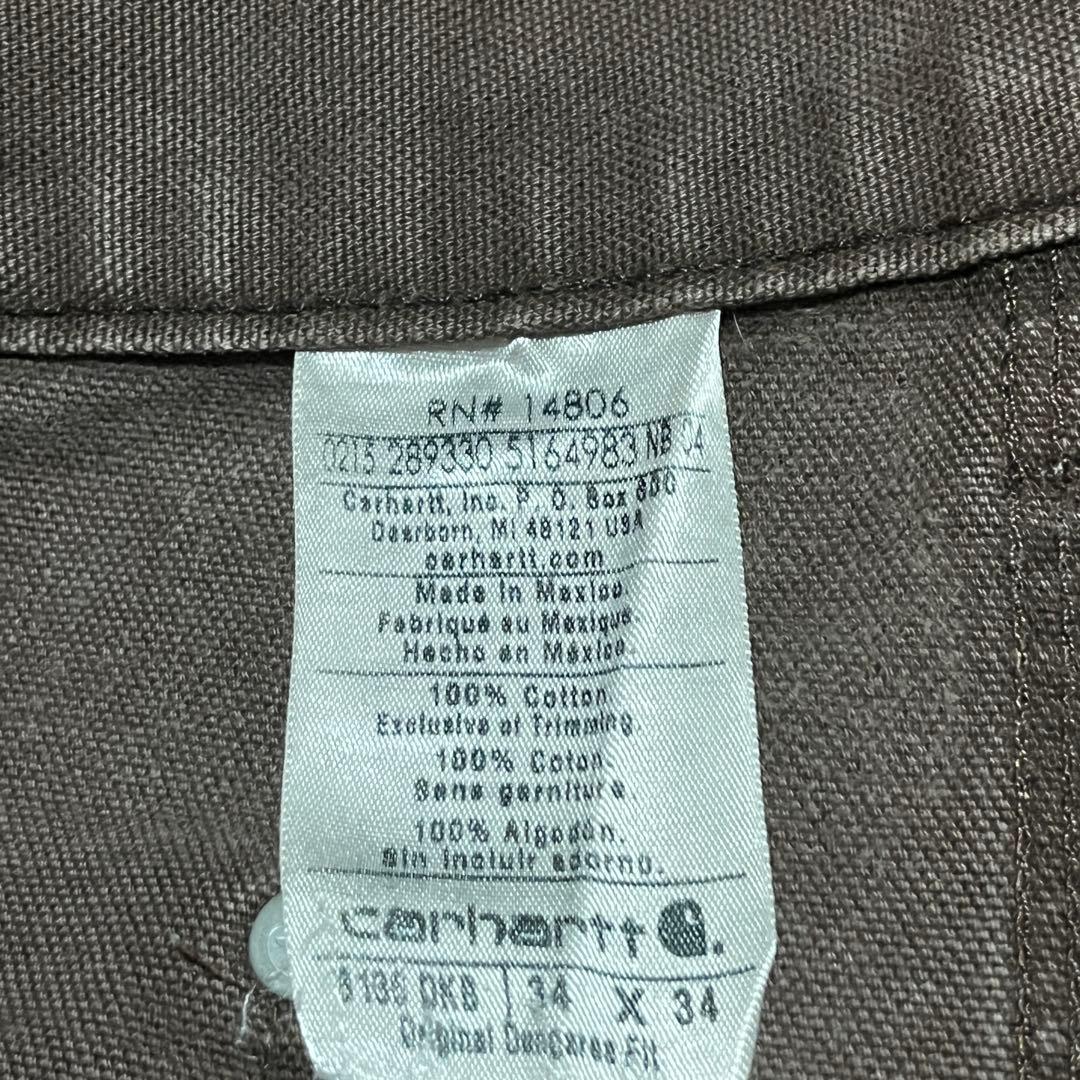 RN# 14806
0215 289330 5164983 NB 04
Carhartt, Inc. P. O. Box 600
Dearborn, MI 48121 USA
carhartt.com
Made in Mexico.
Fabriqué au Mexique.
Hecho en México.
100% Cotton
Exclusive of Trimming.
100% Coton.
Sans garniture.
100% Algodón.
Sin incluir adorno.
carhartt
DKB 34 X 34
Original Dungaree Fit